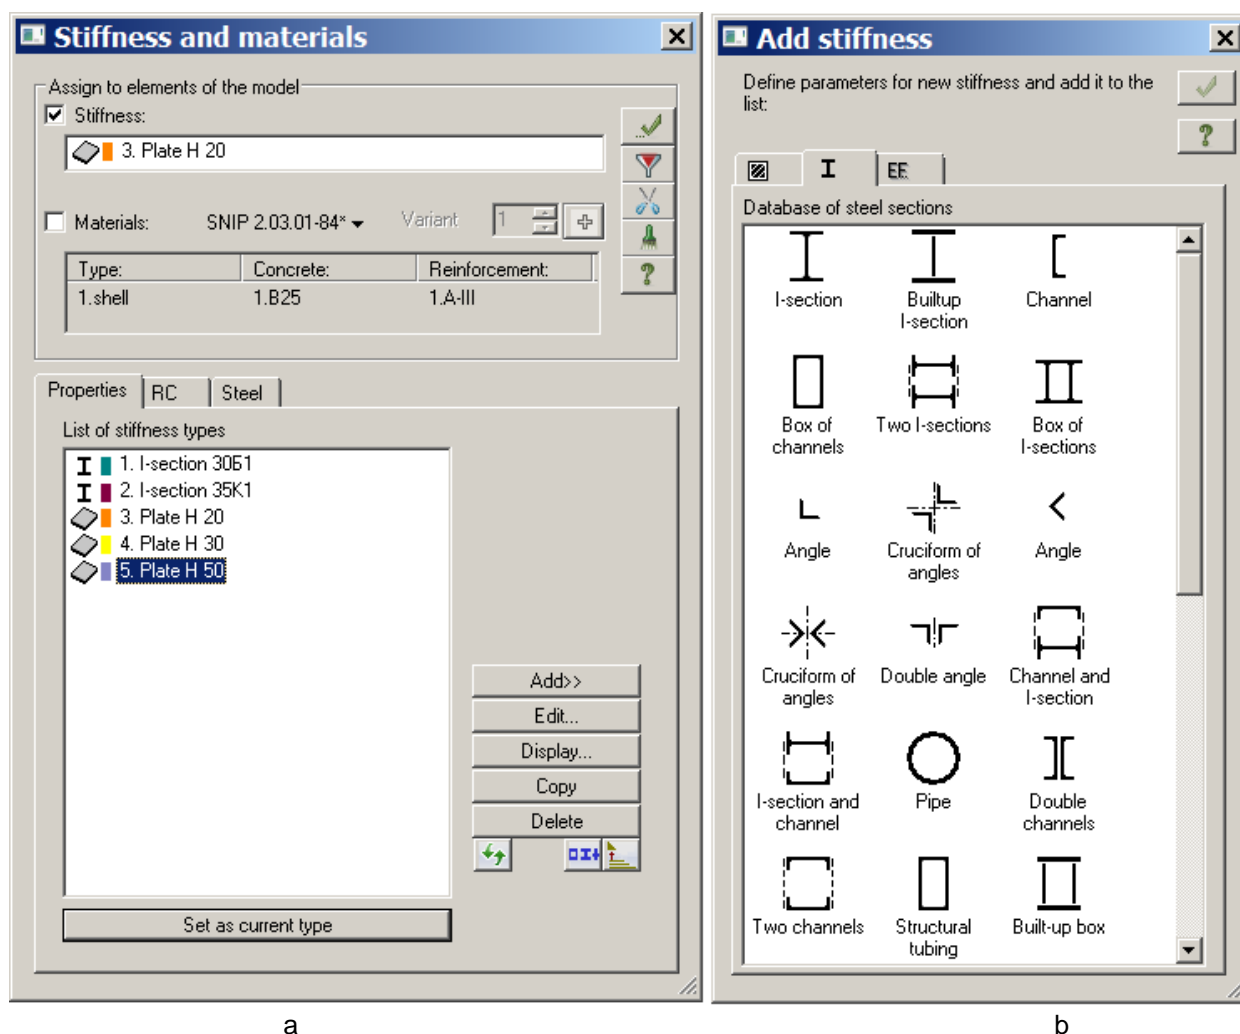 Stiffness and materials
Assign to elements of the model
Stiffness:
3. Plate H 20
Materials:
SNIP 2.03.01-84*
Variant
1
Type:
Concrete:
Reinforcement:
1.shell
1.B25
1.A-III
Properties
RC
Steel
List of stiffness types
1. I-section 30Б1
2. I-section 35К1
3. Plate H 20
4. Plate H 30
5. Plate H 50
Add>>
Edit...
Display...
Copy
Delete
Set as current type
a
Add stiffness
Define parameters for new stiffness and add it to the
list:
EE
Database of steel sections
I-section
Builtup
I-section
Channel
Box of
channels
Two I-sections
Box of
I-sections
Angle
Cruciform of
angles
Angle
Cruciform of
angles
Double angle
Channel and
I-section
I-section and
channel
Pipe
Double
channels
Two channels
Structural
tubing
Built-up box
b